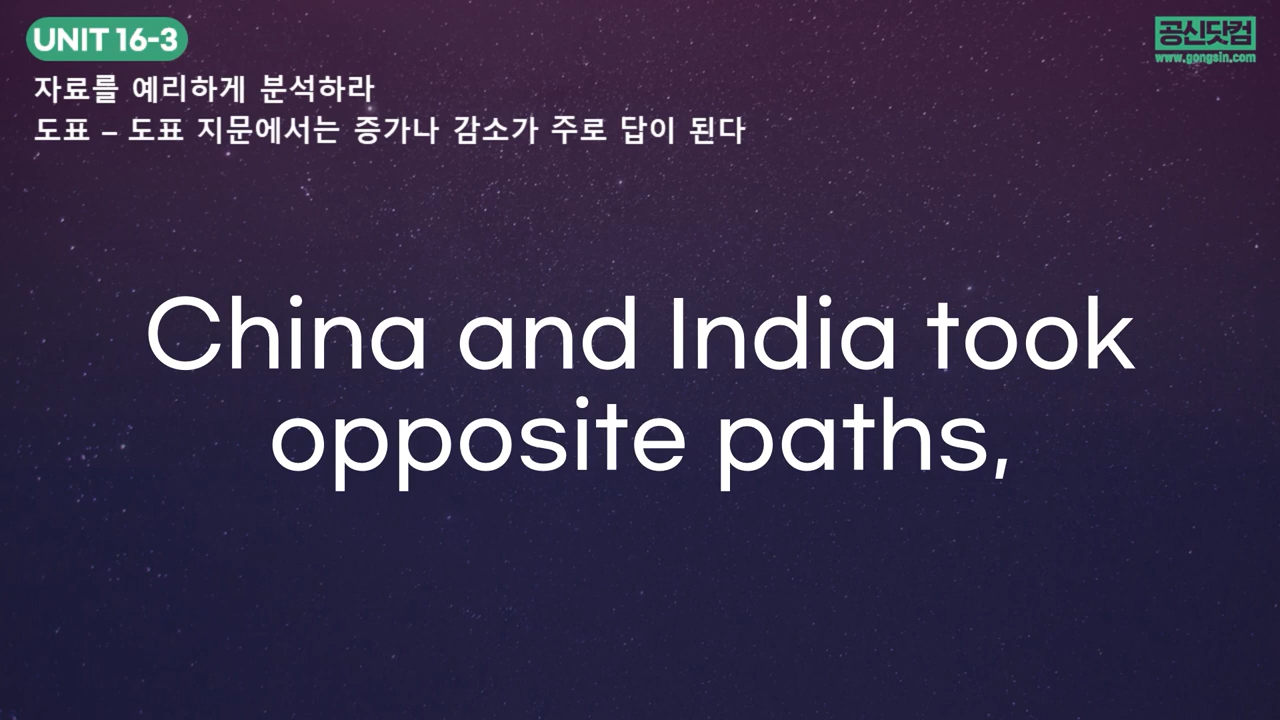 UNIT 16-3
공신닷컴
www.gongsin.com
자료를 예리하게 분석하라
도표 – 도표 지문에서는 증가나 감소가 주로 답이 된다
China and India took
opposite paths,